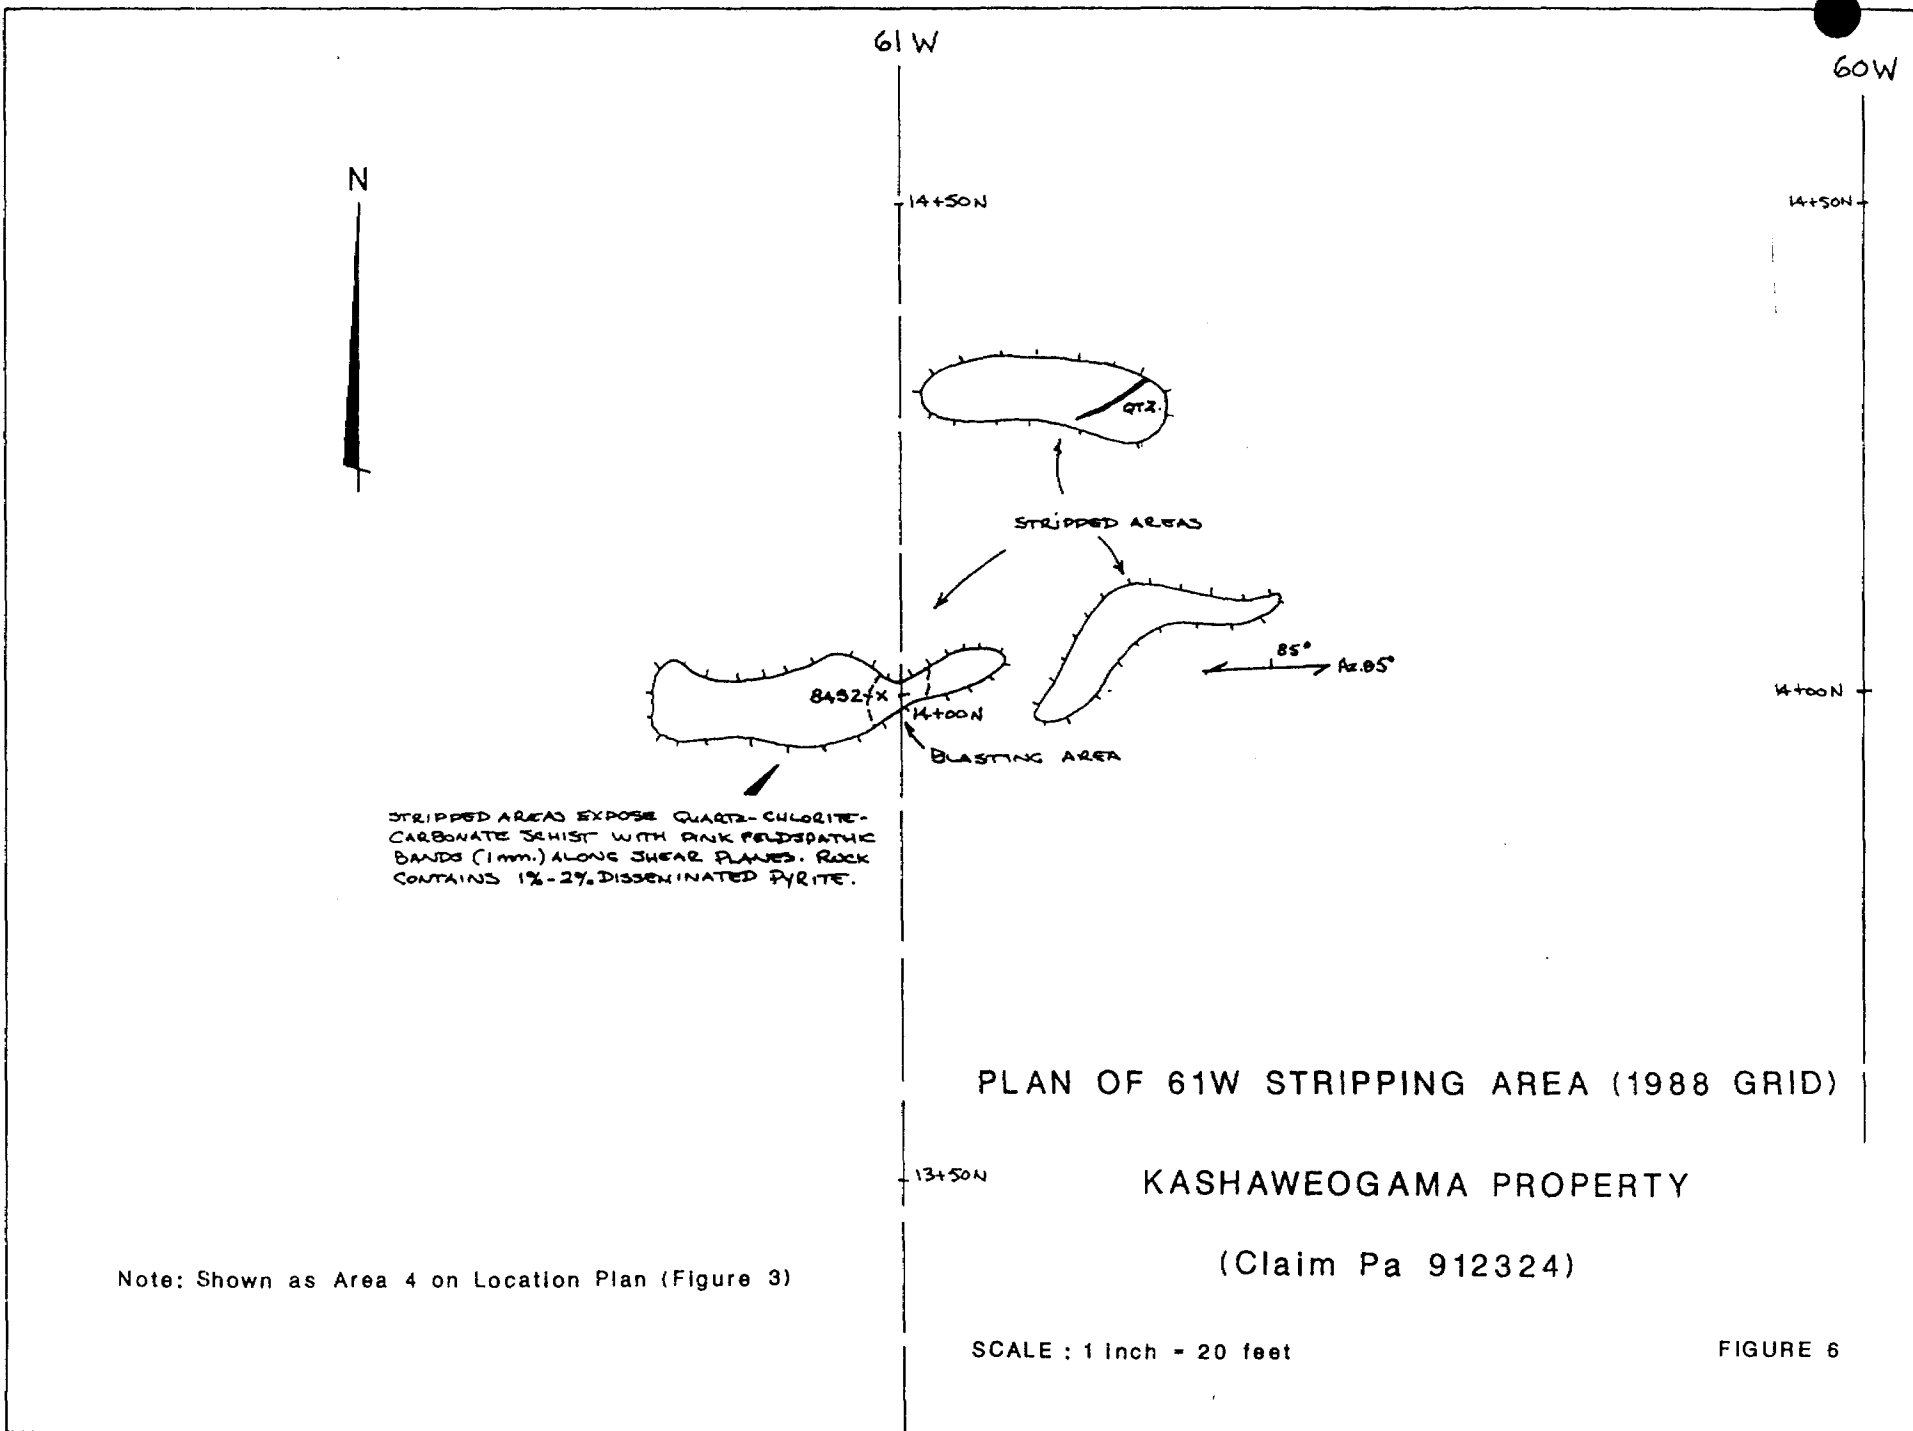 61W
60W
N
14+50N
14+50N
QTZ.
STRIPPED AREAS
85°
Az.85°
14+00N
14+00N
BLASTING AREA
STRIPPED AREAS EXPOSE QUARTZ-CHLORITE-
CARBONATE SCHIST WITH PINK FELDSPATHIC
BANDS (1mm.) ALONG SHEAR PLANES. ROCK
CONTAINS 1%-2% DISSEMINATED PYRITE.
PLAN OF 61W STRIPPING AREA (1988 GRID)
13+50N
KASHAWEOGAMA PROPERTY
(Claim Pa 912324)
Note: Shown as Area 4 on Location Plan (Figure 3)
SCALE : 1 inch = 20 feet
FIGURE 6